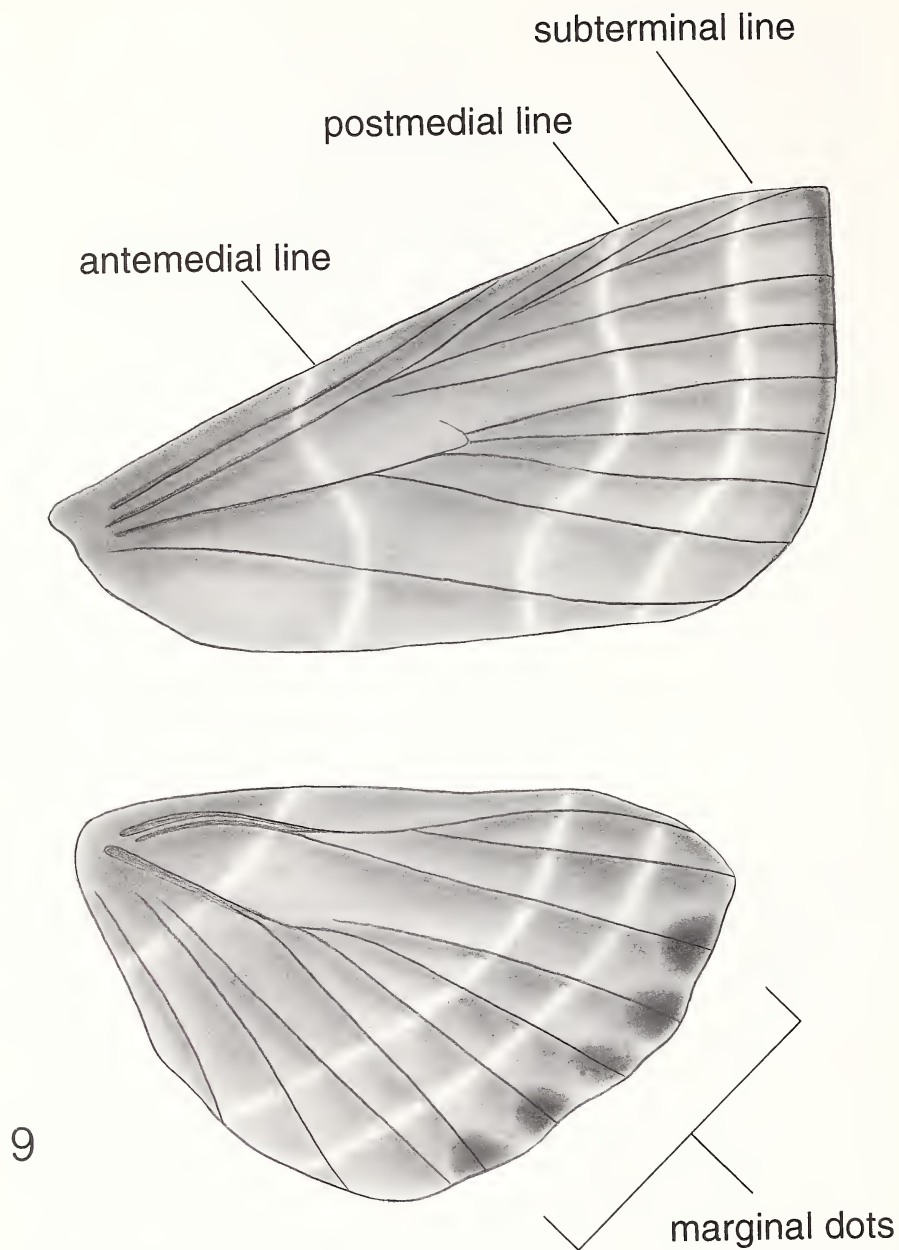 subterminal line
postmedial line
antemedial line
9
marginal dots